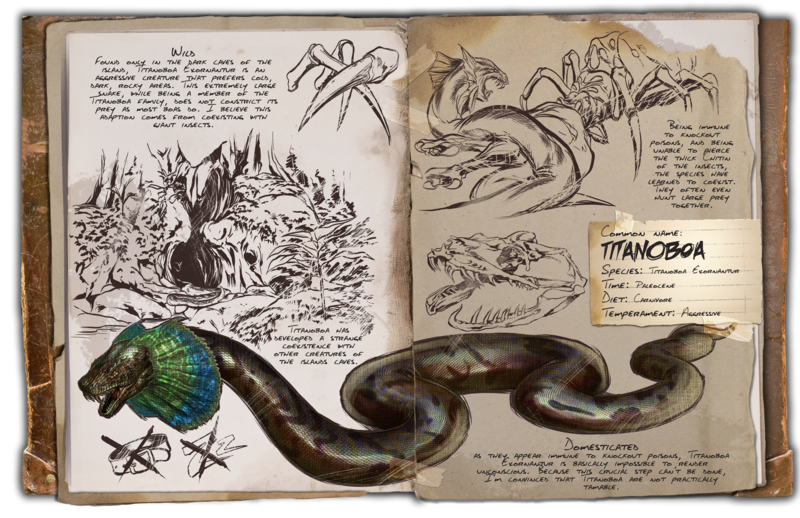 Wild
Found only in the dark caves of the
island, Titanoboa Exornantur is an
aggressive creature that prefers cold,
dark, rocky areas. This extremely large
snake, while being a member of the
Titanoboa family, does not constrict its
prey as most boas do. I believe this
adaption comes from coexisting with
giant insects.
Titanoboa has
developed a strange
coexistence with
other creatures of
the islands caves.
Being immune
to knockout
poisons, and being
unable to pierce
the thick chitin
of the insects,
the species have
learned to coexist.
They often even
hunt large prey
together.
Common name:
Titanoboa
Species: Titanoboa Exornantur
Time: Paleocene
Diet: Carnivore
Temperament: Aggressive
Domesticated
As they appear immune to knockout poisons, Titanoboa
Exornantur is basically impossible to render
unconscious. Because this crucial step can't be done,
I'm convinced that Titanoboa are not practically
tamable.